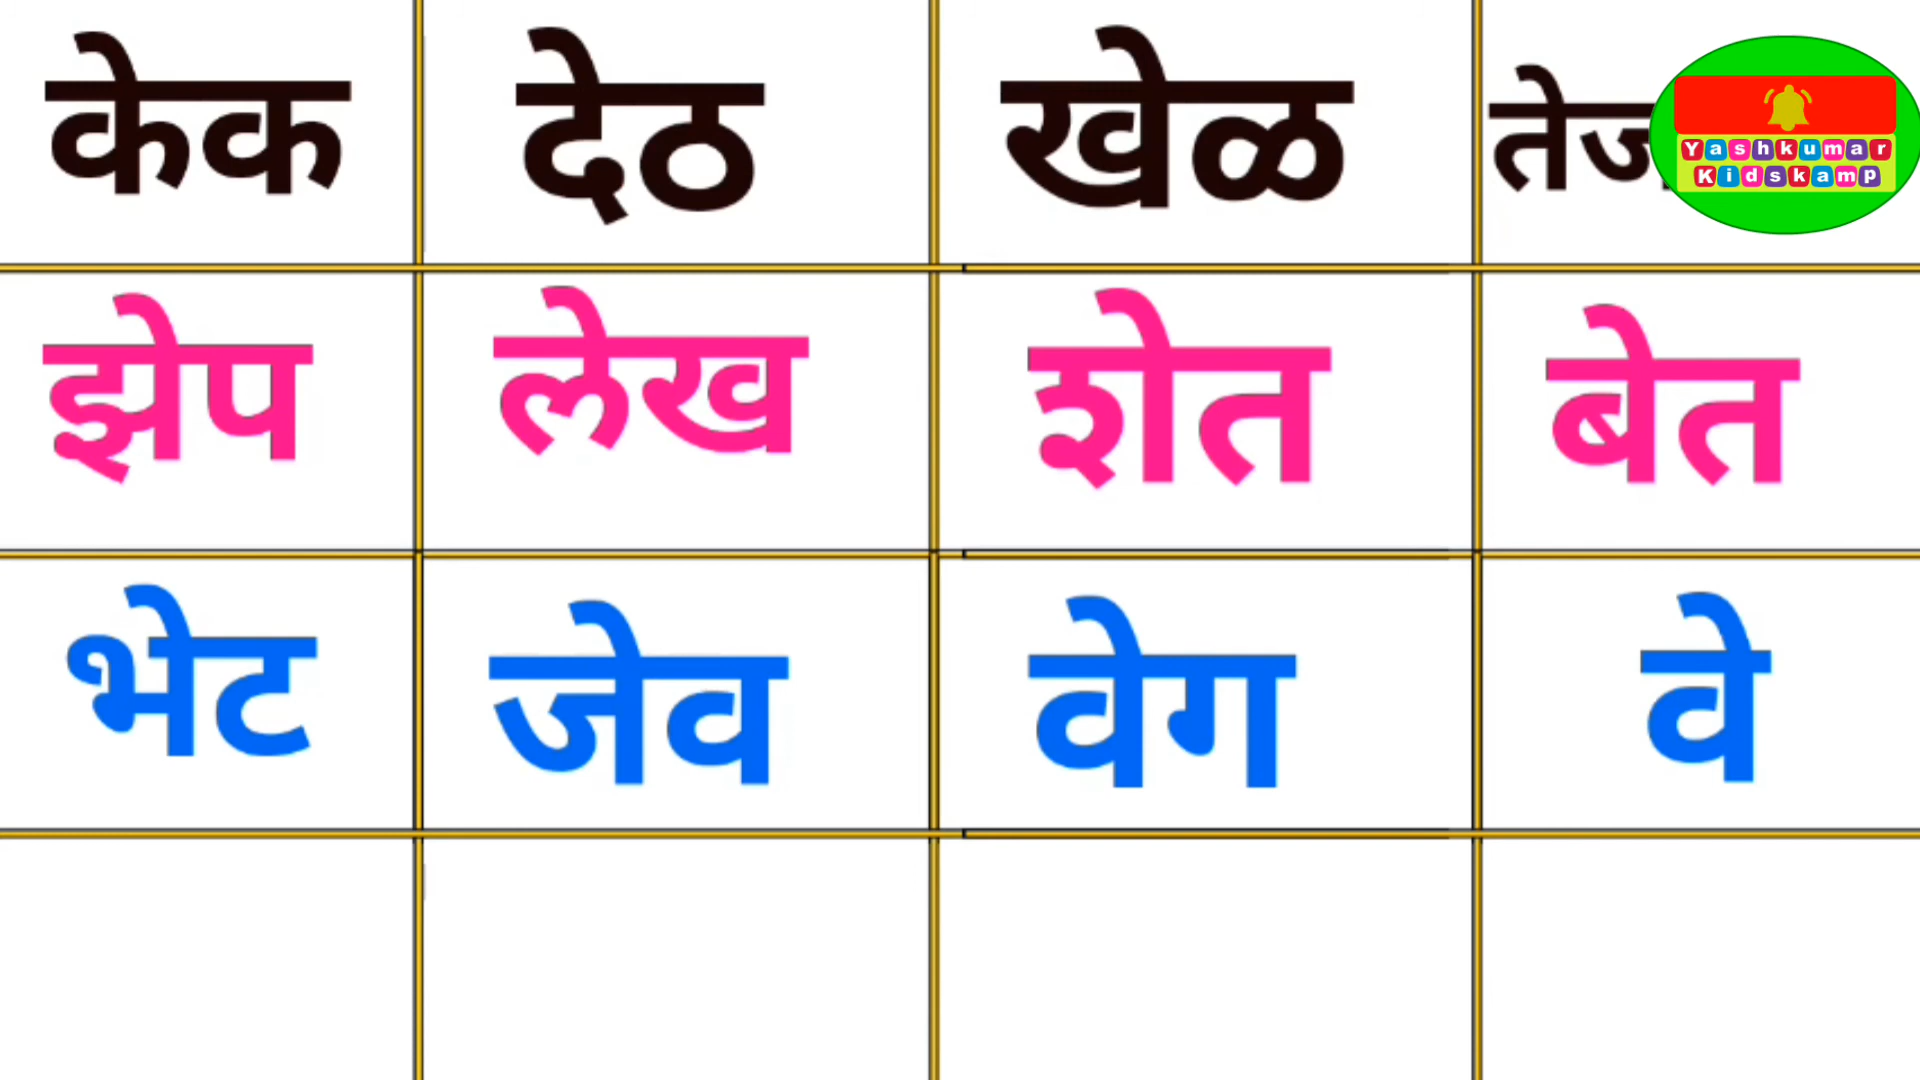 केक देठ खेळ तेज
झेप लेख शेत बेत
भेट जेव वेग वे
Yashkumar
Kidskamp